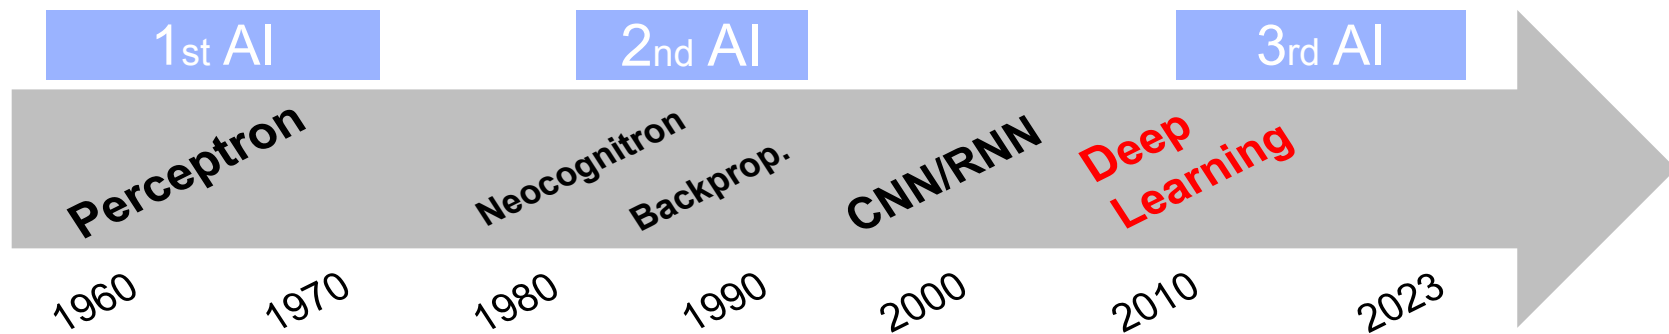 1st AI
2nd AI
3rd AI
Perceptron
Neocognitron
Backprop.
CNN/RNN
Deep
Learning
1960
1970
1980
1990
2000
2010
2023